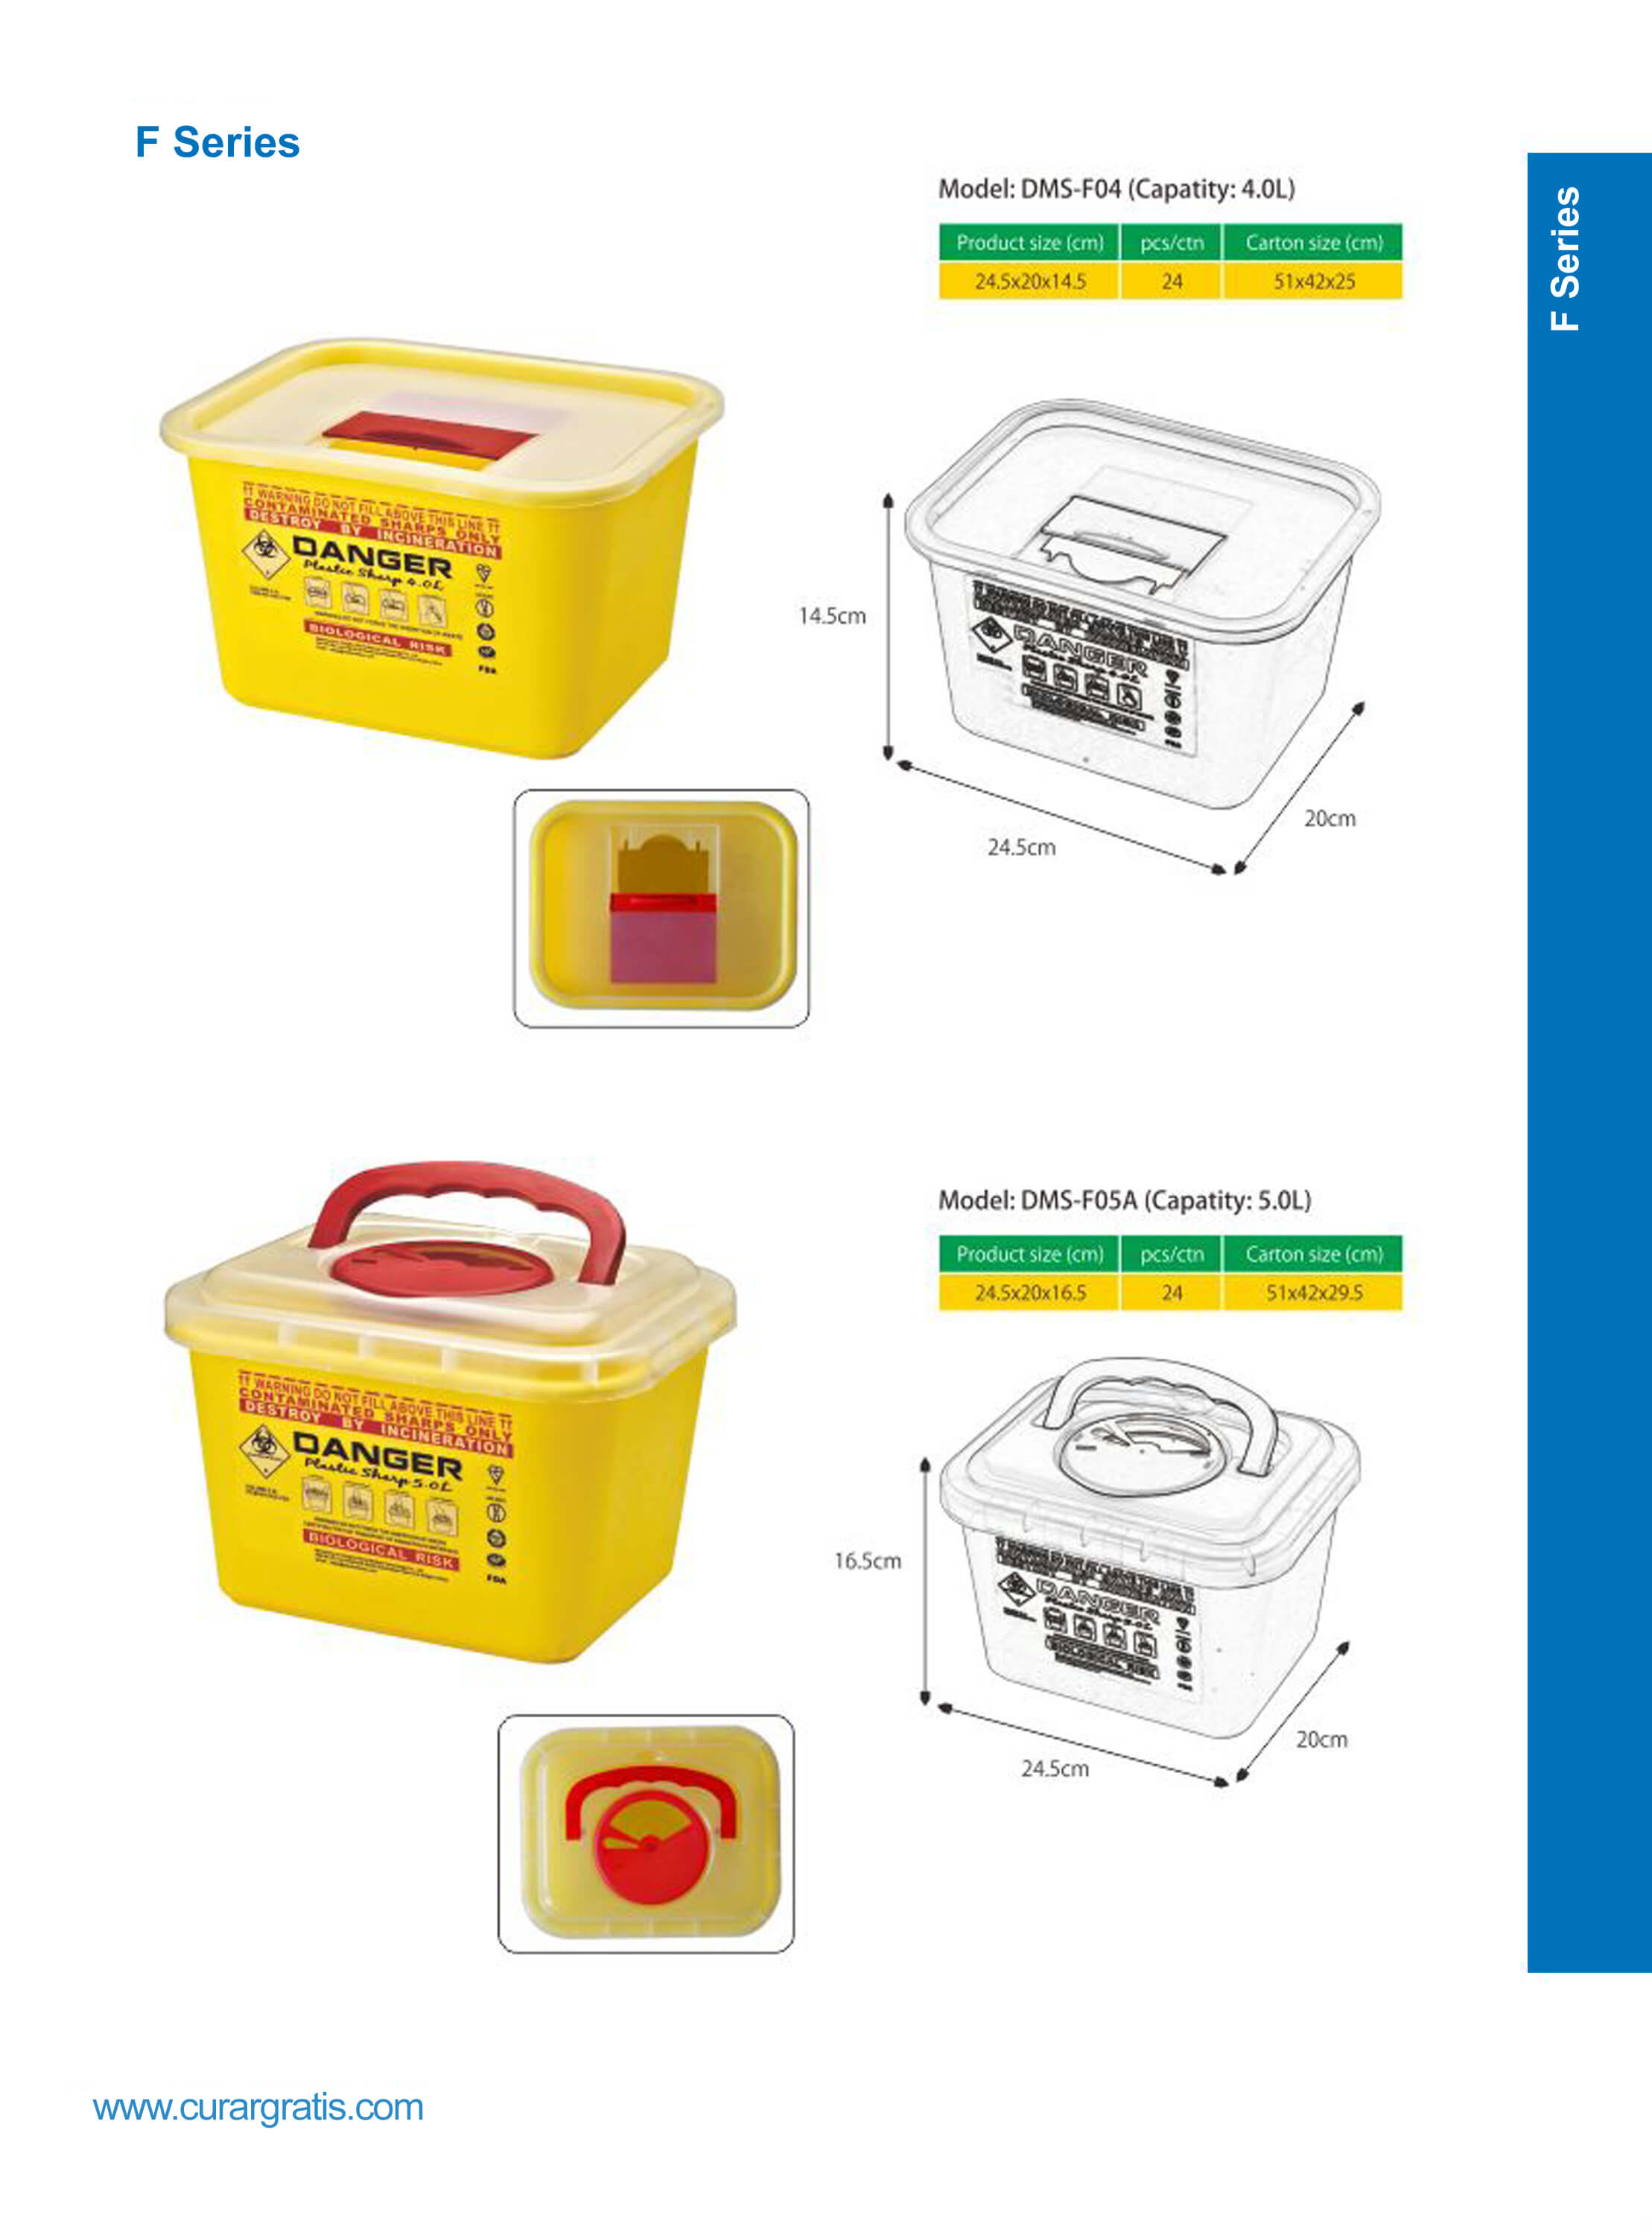 F Series
F Series
Model: DMS-F04 (Capatity: 4.0L)
Product size (cm) pcs/ctn Carton size (cm)
24.5x20x14.5 24 51x42x25
WARNING DO NOT FILL ABOVE THIS LINE
CONTAMINATED SHARPS ONLY
DESTROY BY INCINERATION
DANGER
Plastic Sharp 4.0L
BIOLOGICAL RISK
FDA
DANGER
14.5cm
24.5cm
20cm
Model: DMS-F05A (Capatity: 5.0L)
Product size (cm) pcs/ctn Carton size (cm)
24.5x20x16.5 24 51x42x29.5
WARNING DO NOT FILL ABOVE THIS LINE
CONTAMINATED SHARPS ONLY
DESTROY BY INCINERATION
DANGER
Plastic Sharp 5.0L
BIOLOGICAL RISK
FDA
DANGER
16.5cm
24.5cm
20cm
www.curargratis.com